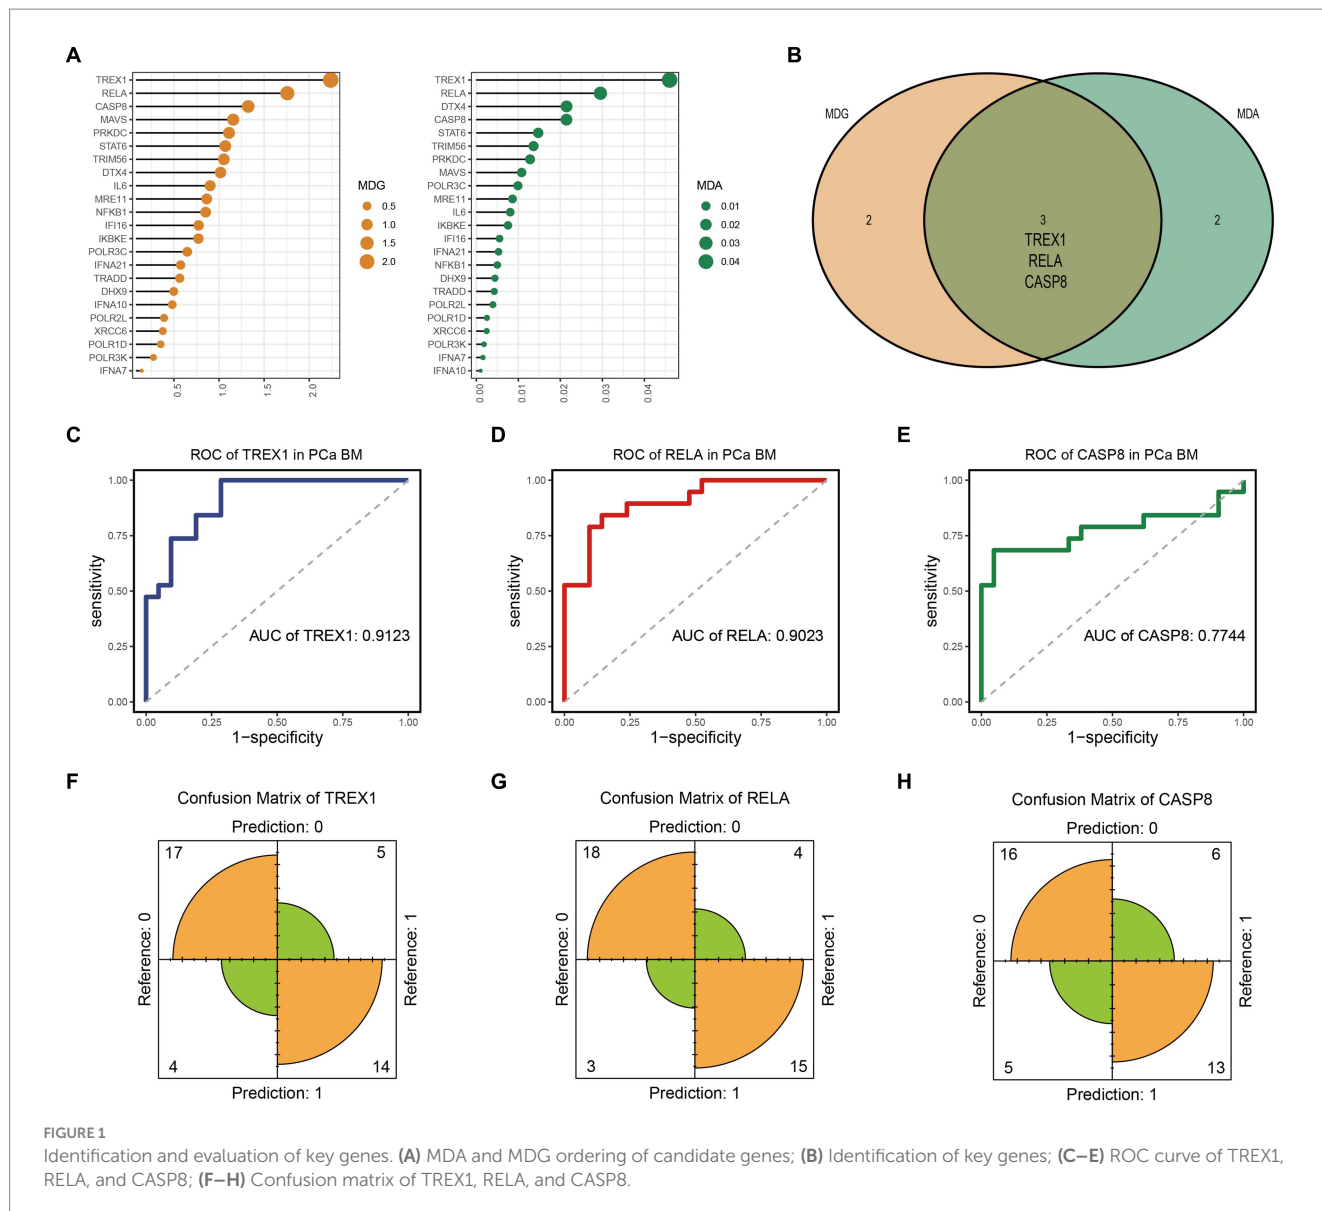 A
TREX1
RELA
CASP8
MAVS
PRKDC
STAT6
TRIM56
DTX4
IL6
MRE11
NFKB1
IFI16
IKBKE
POLR3C
IFNA21
TRADD
DHX9
IFNA10
POLR2L
XRCC6
POLR1D
POLR3K
IFNA7
0.5
1.0
1.5
2.0
MDG
0.5
1.0
1.5
2.0
TREX1
RELA
DTX4
CASP8
STAT6
TRIM56
PRKDC
MAVS
POLR3C
MRE11
IL6
IKBKE
IFI16
IFNA21
NFKB1
DHX9
TRADD
POLR2L
POLR1D
XRCC6
POLR3K
IFNA7
IFNA10
0.00
0.01
0.02
0.03
0.04
MDA
0.01
0.02
0.03
0.04
B
MDG
MDA
2
3
2
TREX1
RELA
CASP8
C
ROC of TREX1 in PCa BM
sensitivity
1.00
0.75
0.50
0.25
0.00
AUC of TREX1: 0.9123
0.00 0.25 0.50 0.75 1.00
1−specificity
D
ROC of RELA in PCa BM
sensitivity
1.00
0.75
0.50
0.25
0.00
AUC of RELA: 0.9023
0.00 0.25 0.50 0.75 1.00
1−specificity
E
ROC of CASP8 in PCa BM
sensitivity
1.00
0.75
0.50
0.25
0.00
AUC of CASP8: 0.7744
0.00 0.25 0.50 0.75 1.00
1−specificity
F
Confusion Matrix of TREX1
Prediction: 0
17 5
Reference: 0
Reference: 1
4 14
Prediction: 1
G
Confusion Matrix of RELA
Prediction: 0
18 4
Reference: 0
Reference: 1
3 15
Prediction: 1
H
Confusion Matrix of CASP8
Prediction: 0
16 6
Reference: 0
Reference: 1
5 13
Prediction: 1
FIGURE 1
Identification and evaluation of key genes. (A) MDA and MDG ordering of candidate genes; (B) Identification of key genes; (C–E) ROC curve of TREX1,
RELA, and CASP8; (F–H) Confusion matrix of TREX1, RELA, and CASP8.